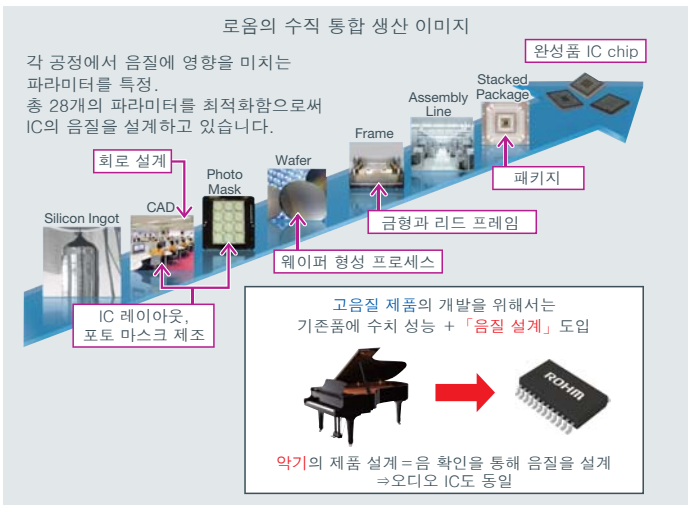 로옴의 수직 통합 생산 이미지
각 공정에서 음질에 영향을 미치는
파라미터를 특정.
총 28개의 파라미터를 최적화함으로써
IC의 음질을 설계하고 있습니다.
완성품 IC chip
Stacked
Package
Assembly
Line
Frame
Wafer
Photo
Mask
CAD
Silicon Ingot
회로 설계
패키지
금형과 리드 프레임
웨이퍼 형성 프로세스
IC 레이아웃,
포토 마스크 제조
고음질 제품의 개발을 위해서는
기존품에 수치 성능 + 「음질 설계」 도입
ROHM
악기의 제품 설계=음 확인을 통해 음질을 설계
⇒오디오 IC도 동일